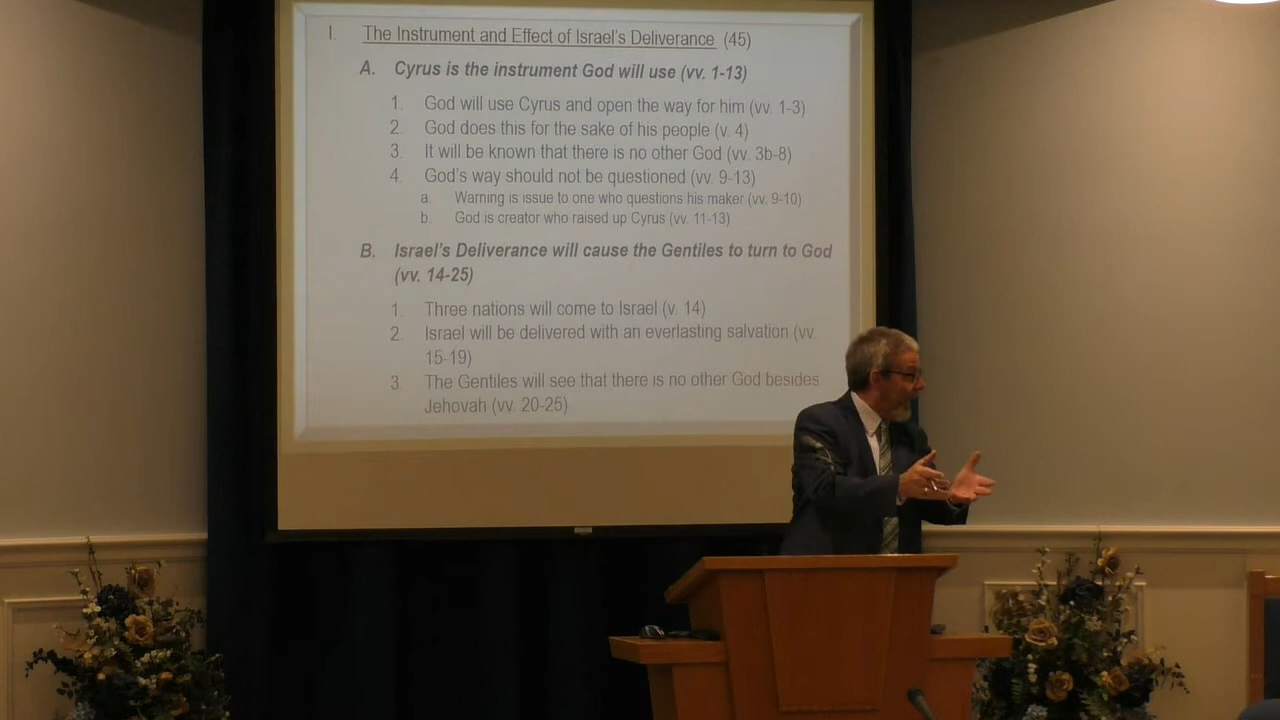 I. The Instrument and Effect of Israel's Deliverance (45)
A. Cyrus is the instrument God will use (vv. 1-13)
1. God will use Cyrus and open the way for him (vv. 1-3)
2. God does this for the sake of his people (v. 4)
3. It will be known that there is no other God (vv. 3b-8)
4. God's way should not be questioned (vv. 9-13)
a. Warning is issue to one who questions his maker (vv. 9-10)
b. God is creator who raised up Cyrus (vv. 11-13)
B. Israel's Deliverance will cause the Gentiles to turn to God
(vv. 14-25)
1. Three nations will come to Israel (v. 14)
2. Israel will be delivered with an everlasting salvation (vv.
15-19)
3. The Gentiles will see that there is no other God besides
Jehovah (vv. 20-25)